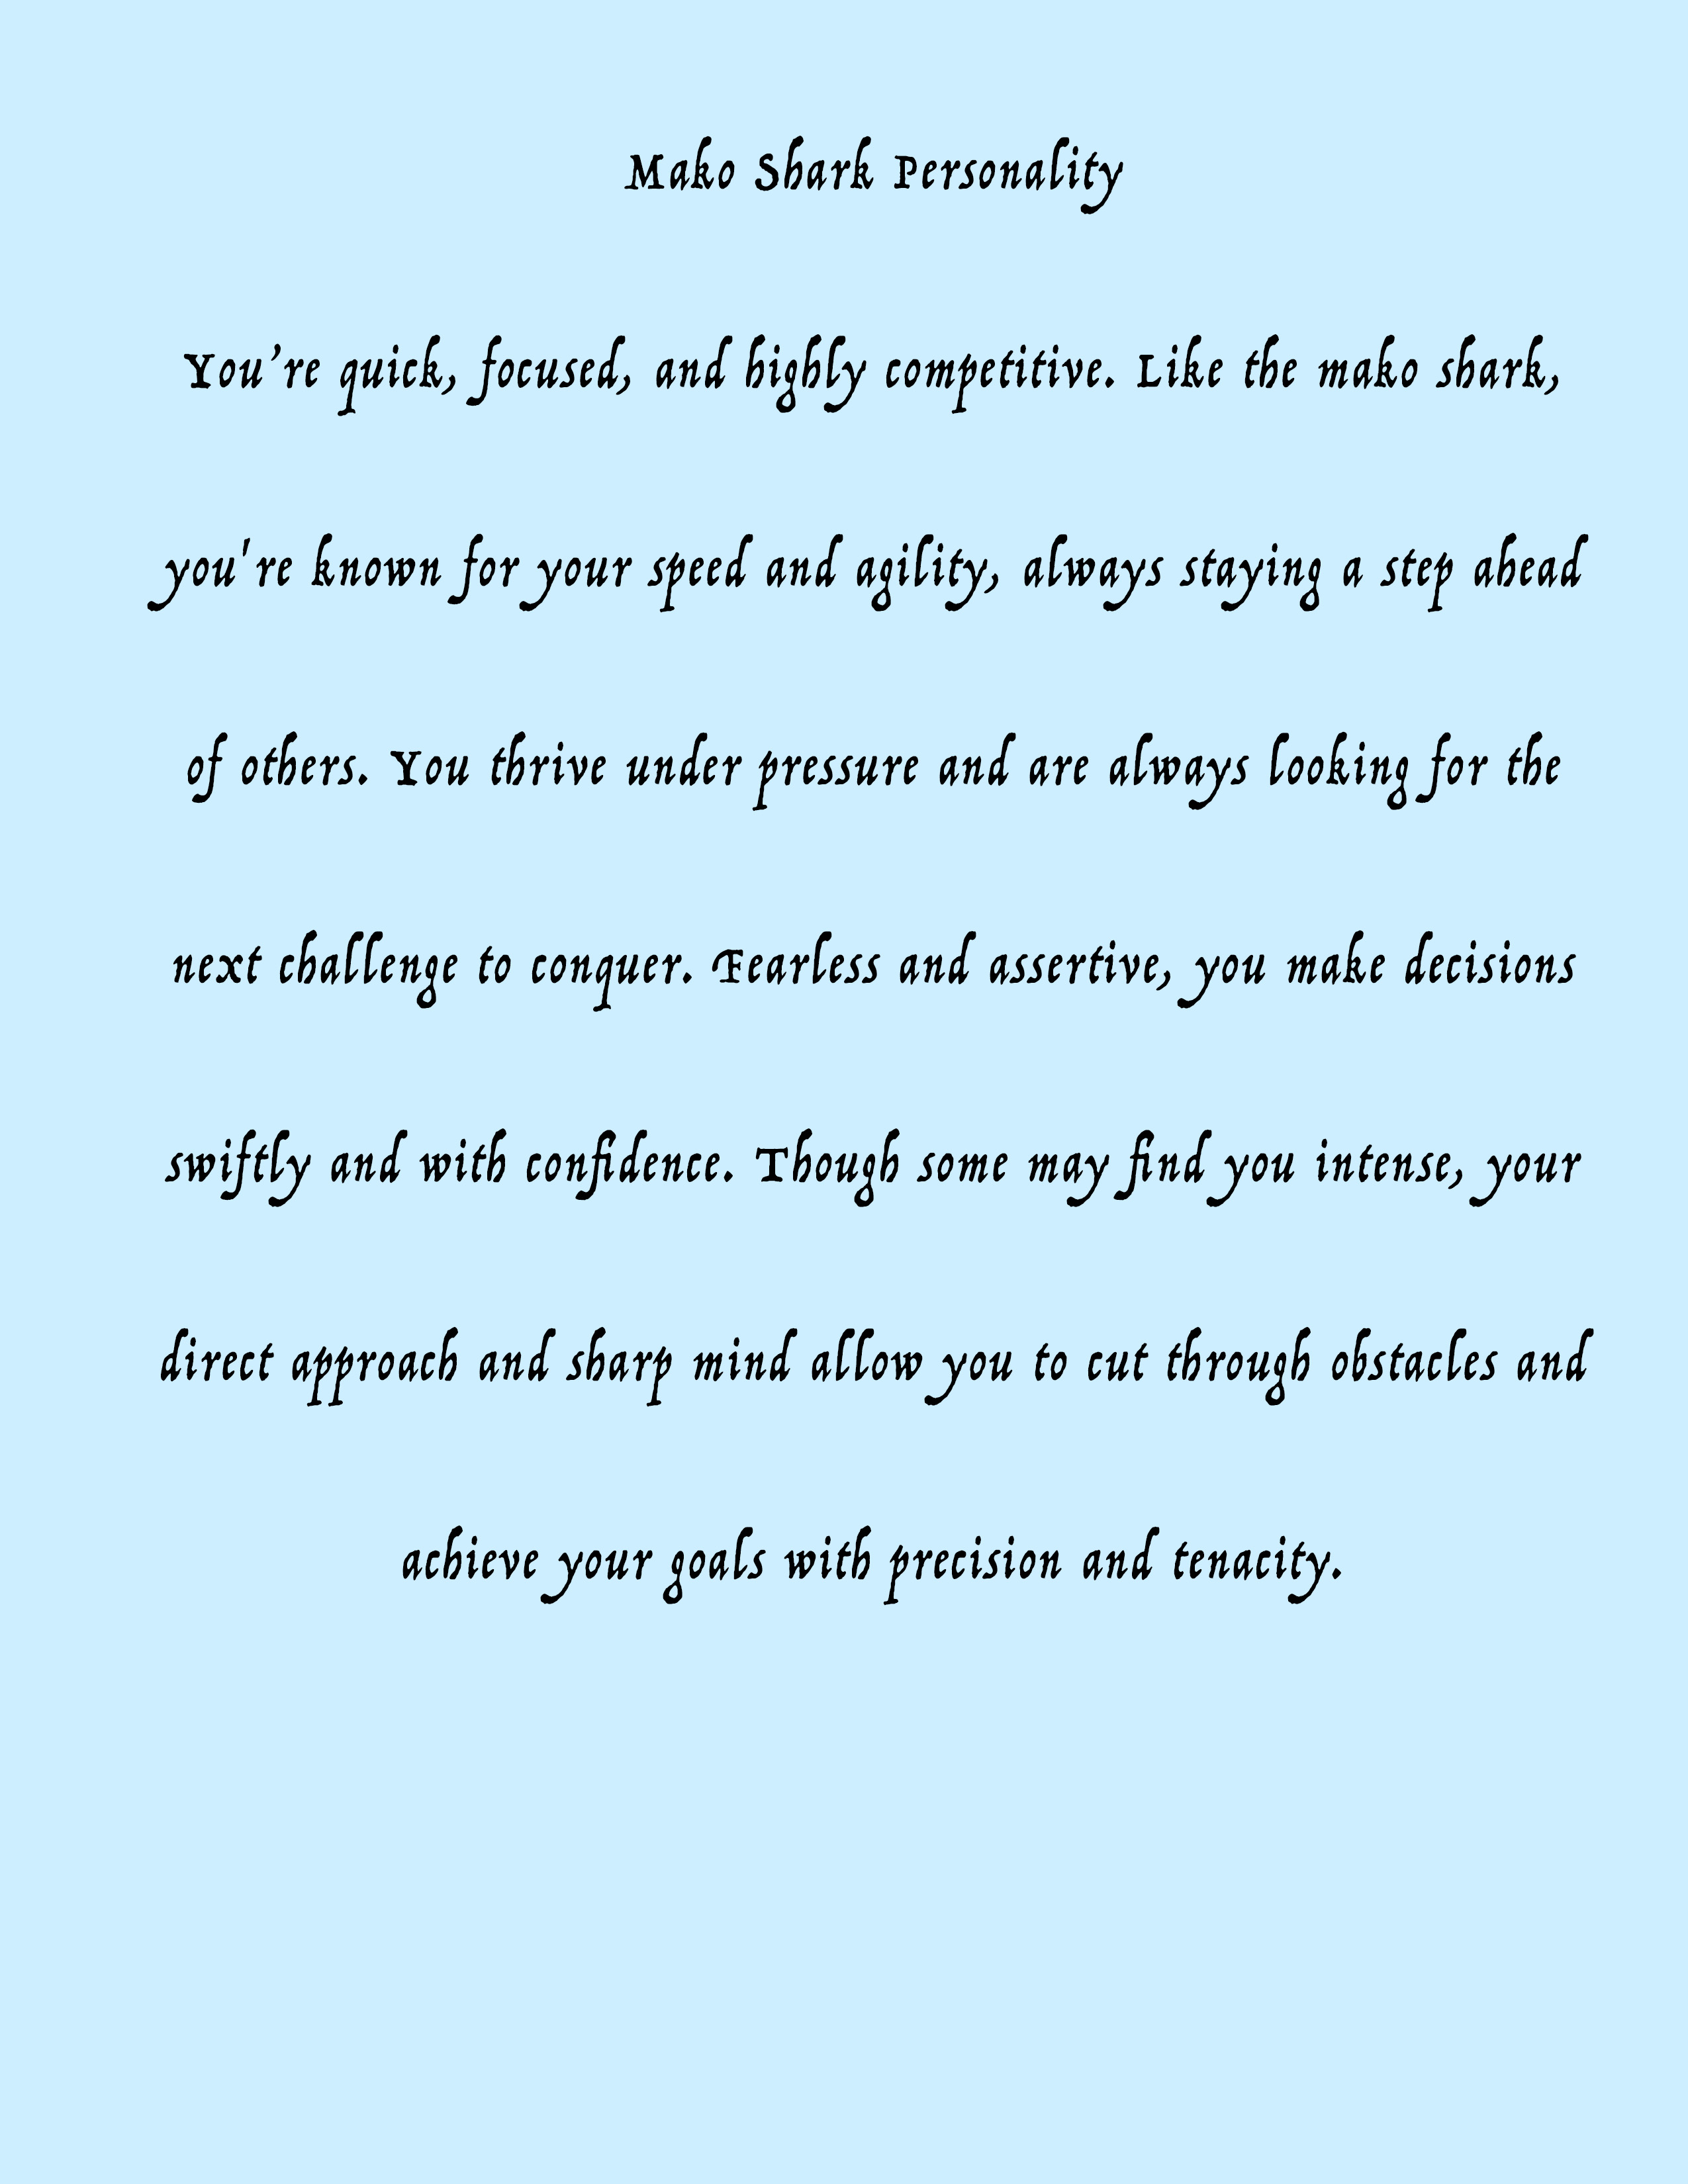 Mako Shark Personality
You’re quick, focused, and highly competitive. Like the mako shark,
you're known for your speed and agility, always staying a step ahead
of others. You thrive under pressure and are always looking for the
next challenge to conquer. Fearless and assertive, you make decisions
swiftly and with confidence. Though some may find you intense, your
direct approach and sharp mind allow you to cut through obstacles and
achieve your goals with precision and tenacity.